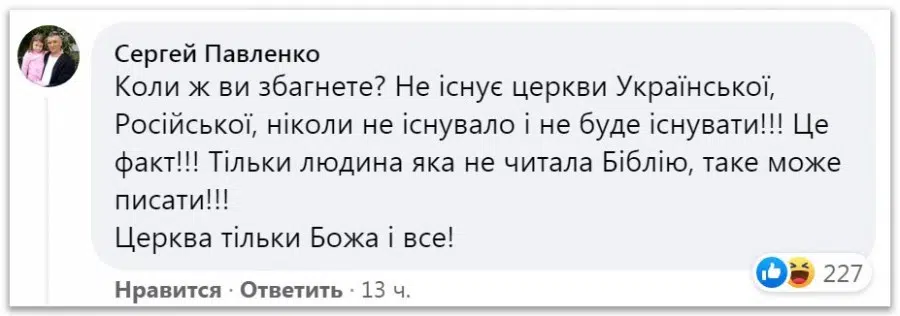 Сергей Павленко
Коли ж ви збагнете? Не існує церкви Української,
Російської, ніколи не існувало і не буде існувати!!! Це
факт!!! Тільки людина яка не читала Біблію, таке може
писати!!!
Церква тільки Божа і все!
227
Нравится · Ответить · 13 ч.